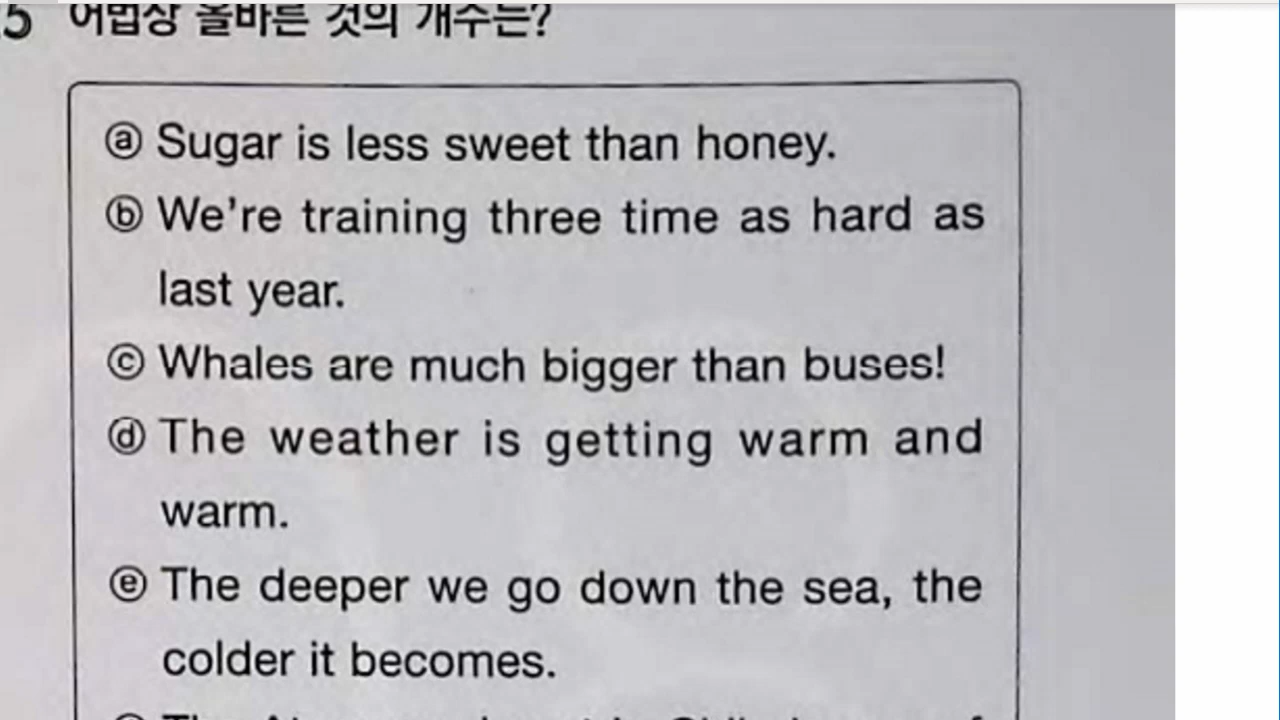 5 어법상 올바른 것의 개수는?
ⓐ Sugar is less sweet than honey.
ⓑ We're training three time as hard as
last year.
ⓒ Whales are much bigger than buses!
ⓓ The weather is getting warm and
warm.
ⓔ The deeper we go down the sea, the
colder it becomes.